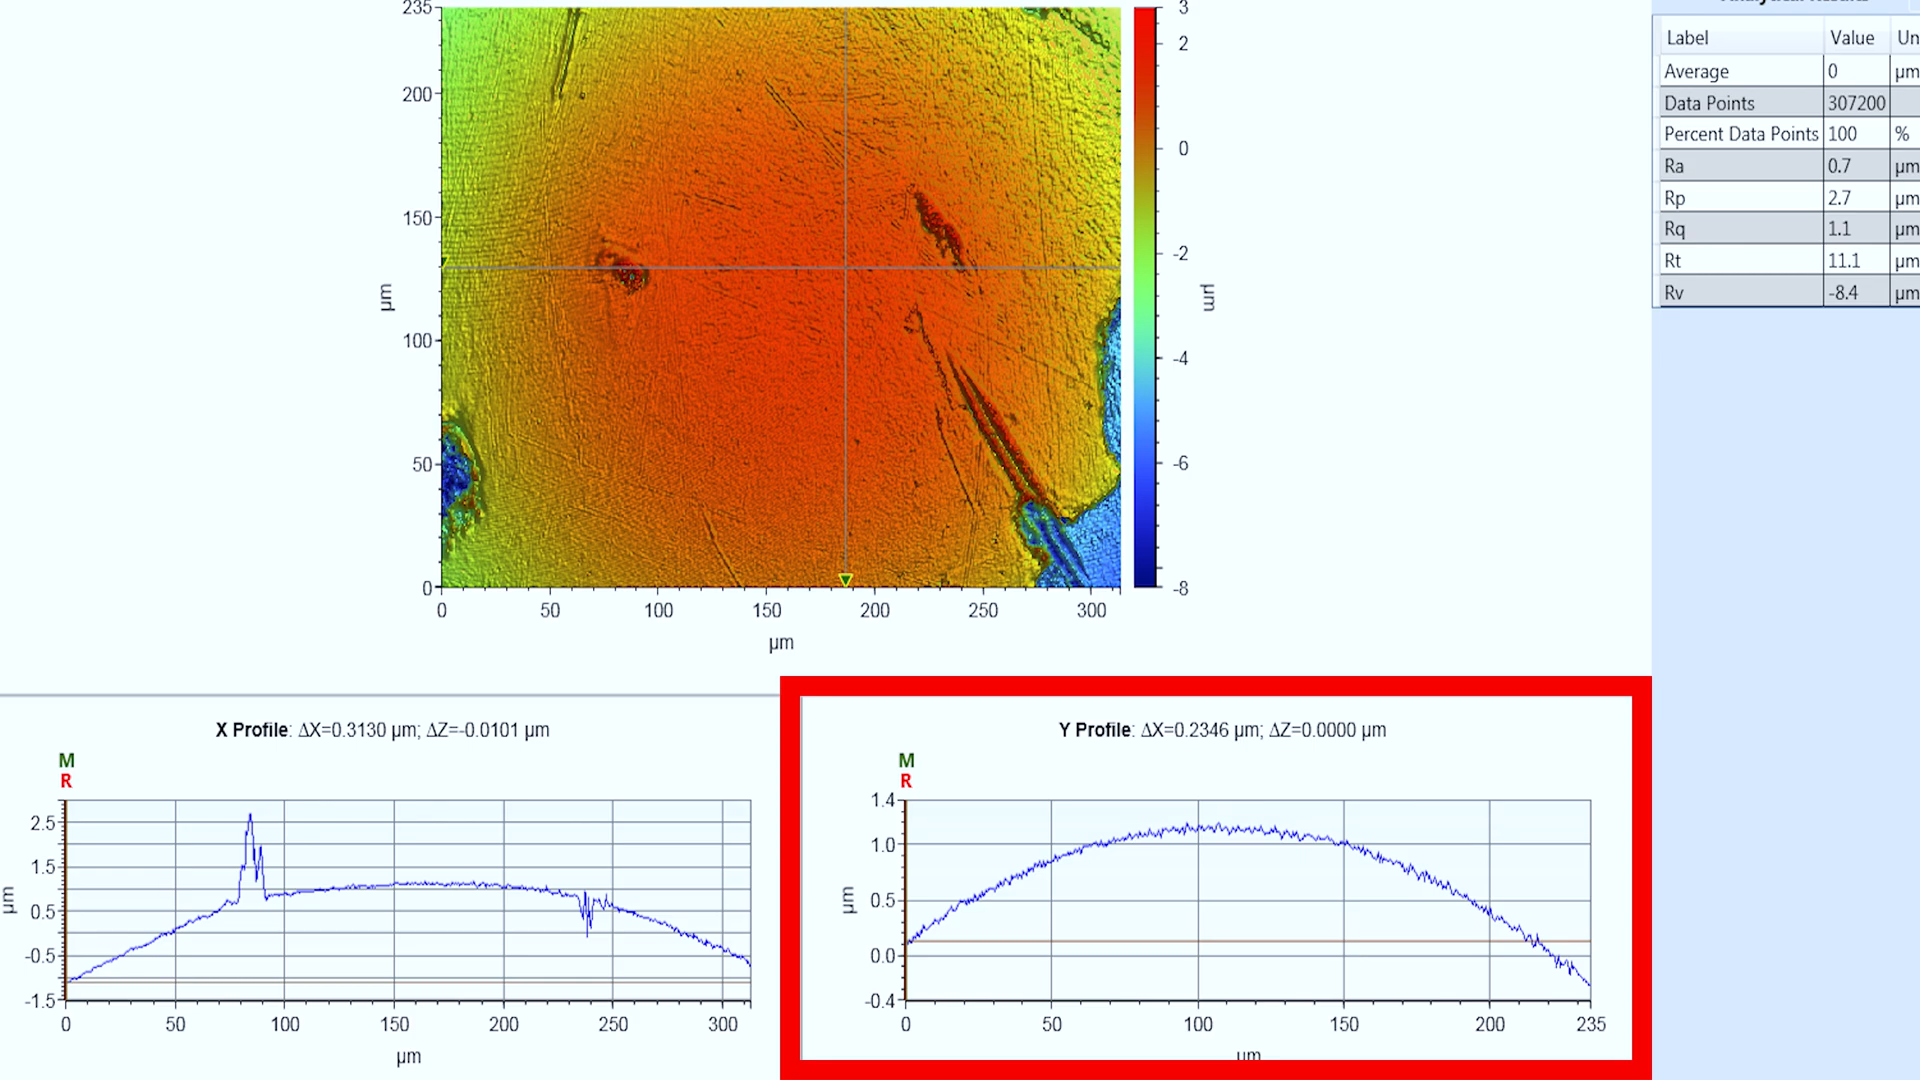 Label Value Un
Average 0 µm
Data Points 307200
Percent Data Points 100 %
Ra 0.7 µm
Rp 2.7 µm
Rq 1.1 µm
Rt 11.1 µm
Rv -8.4 µm
235
200
150
100
50
0
µm
0 50 100 150 200 250 300
µm
3
2
0
-2
-4
-6
-8
µm
X Profile: ΔX=0.3130 µm; ΔZ=-0.0101 µm
M
R
2.5
1.5
0.5
-0.5
-1.5
µm
0 50 100 150 200 250 300
µm
Y Profile: ΔX=0.2346 µm; ΔZ=0.0000 µm
M
R
1.4
1.0
0.5
0.0
-0.4
µm
0 50 100 150 200 235
µm